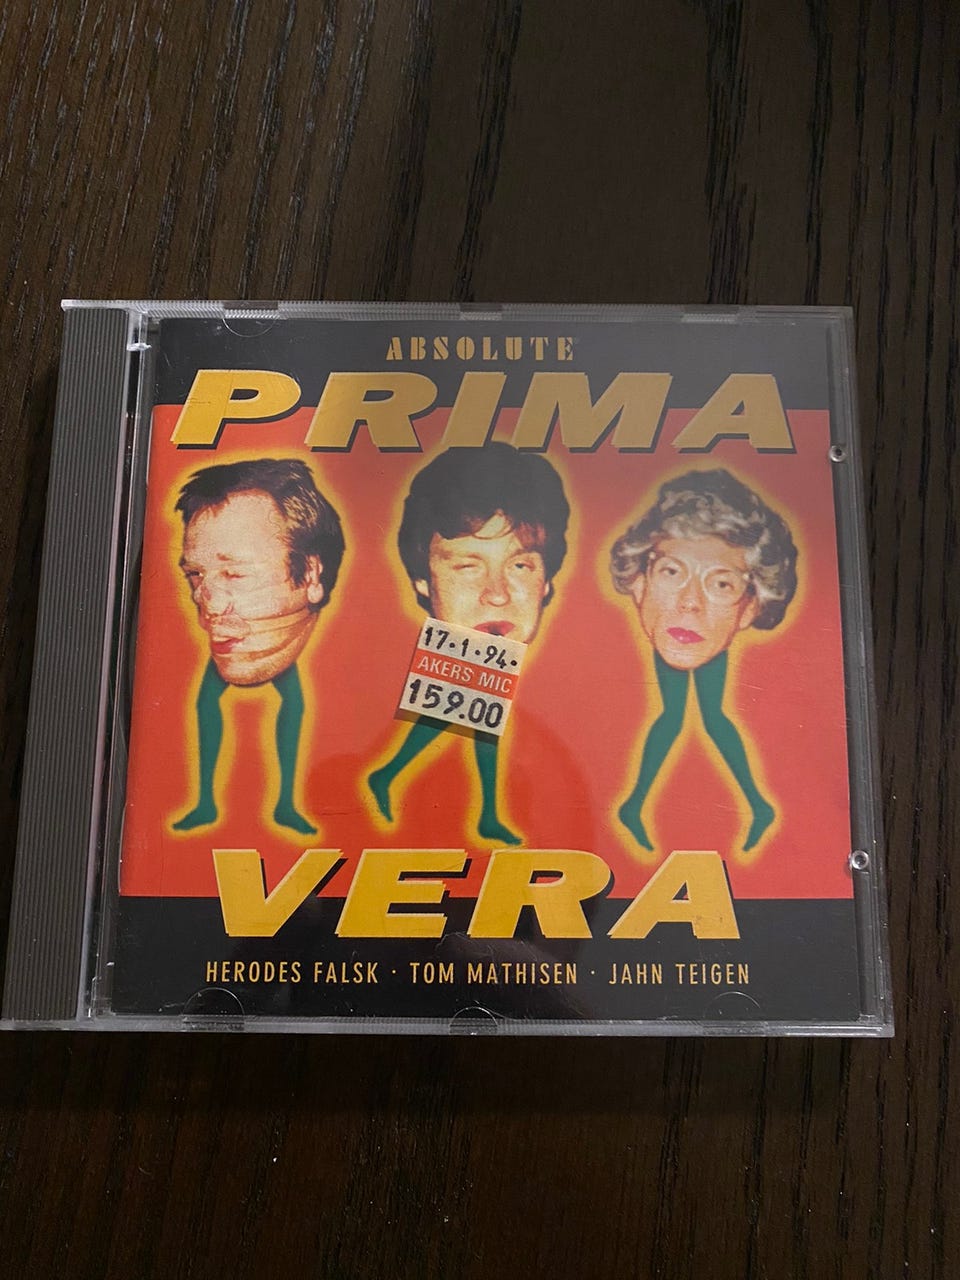 ABSOLUTE
PRIMA
17·1·94·
AKERS MIC
159.00
VERA
HERODES FALSK · TOM MATHISEN · JAHN TEIGEN